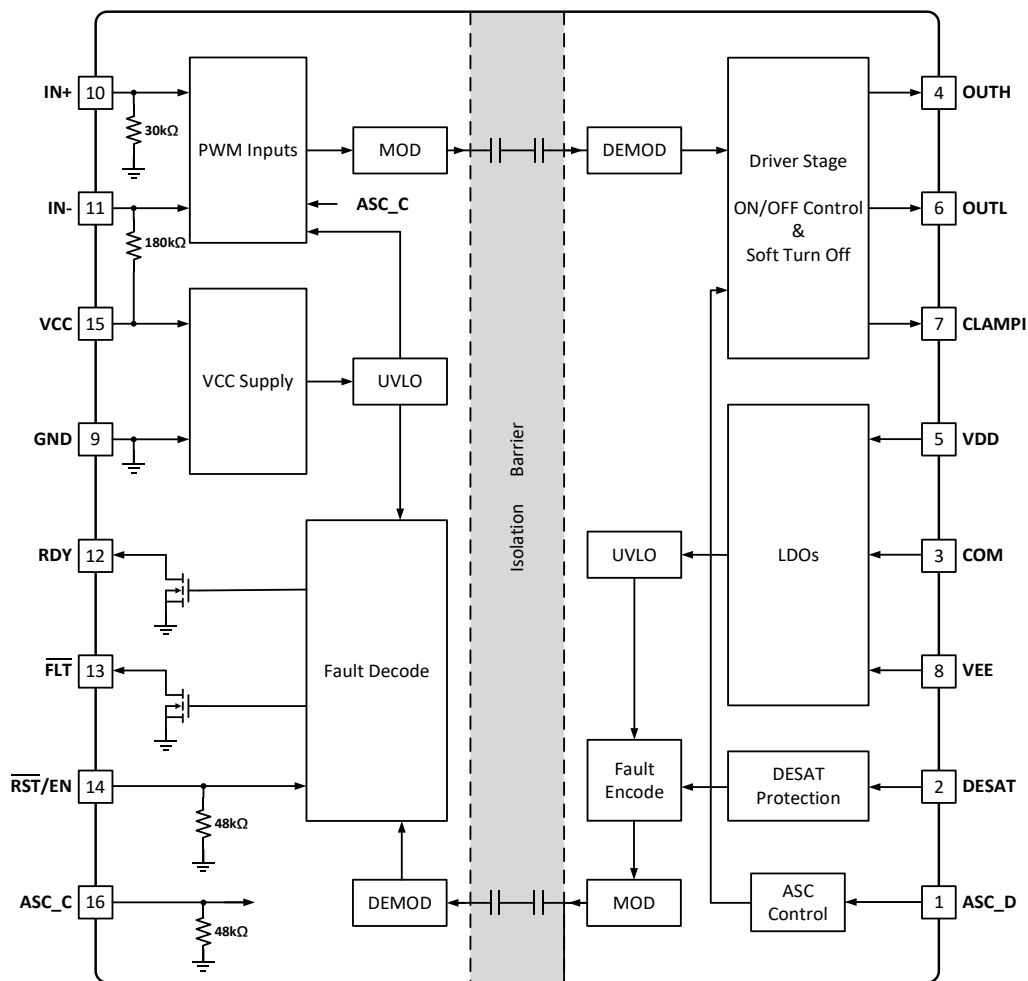 IN+
10
30kΩ
IN-
11
180kΩ
VCC
15
GND
9
RDY
12
FLT
13
RST/EN
14
48kΩ
ASC_C
16
48kΩ
PWM Inputs
MOD
ASC_C
VCC Supply
UVLO
Fault Decode
DEMOD
Isolation Barrier
DEMOD
Driver Stage
ON/OFF Control
&
Soft Turn Off
UVLO
LDOs
Fault
Encode
DESAT
Protection
MOD
ASC
Control
4
OUTH
6
OUTL
7
CLAMPI
5
VDD
3
COM
8
VEE
2
DESAT
1
ASC_D